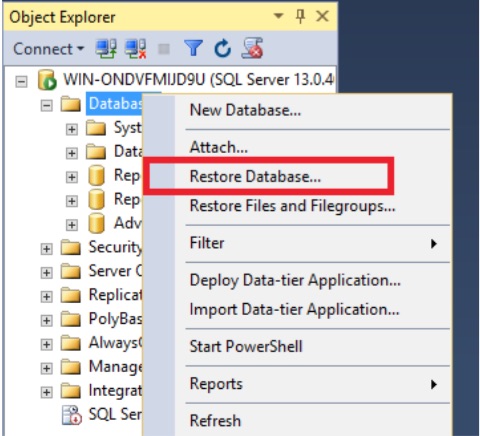 Object Explorer
Connect
WIN-ONDVFMIJD9U (SQL Server 13.0.4
Databas
Syst
Data
Rep
Rep
Adv
Security
Server O
Replicat
PolyBas
Always
Manage
Integrat
SQL Ser
New Database...
Attach...
Restore Database...
Restore Files and Filegroups...
Filter
Deploy Data-tier Application...
Import Data-tier Application...
Start PowerShell
Reports
Refresh